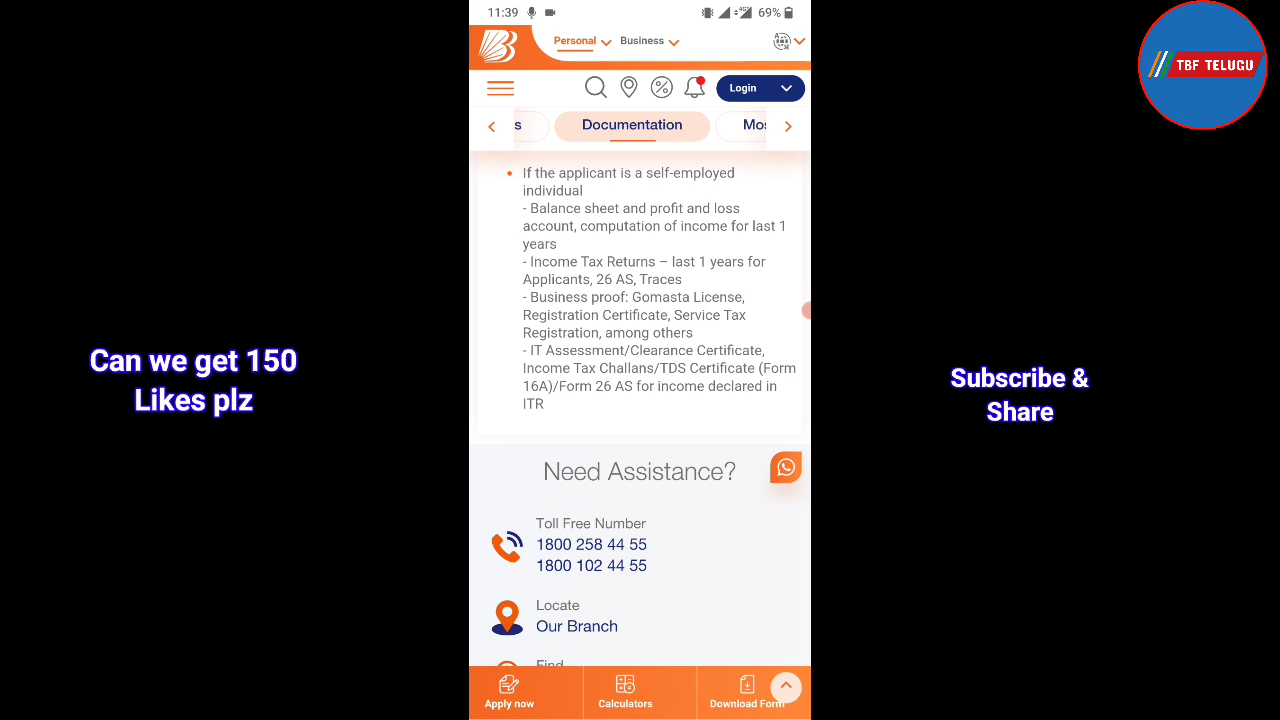 11:39
4G
69%
Personal
Business
Login
s
Documentation
Mos
If the applicant is a self-employed
individual
- Balance sheet and profit and loss
account, computation of income for last 1
years
- Income Tax Returns – last 1 years for
Applicants, 26 AS, Traces
- Business proof: Gomasta License,
Registration Certificate, Service Tax
Registration, among others
- IT Assessment/Clearance Certificate,
Income Tax Challans/TDS Certificate (Form
16A)/Form 26 AS for income declared in
ITR
Need Assistance?
Toll Free Number
1800 258 44 55
1800 102 44 55
Locate
Our Branch
Find
Apply now
Calculators
Download Form
Can we get 150
Likes plz
Subscribe &
Share
TBF TELUGU